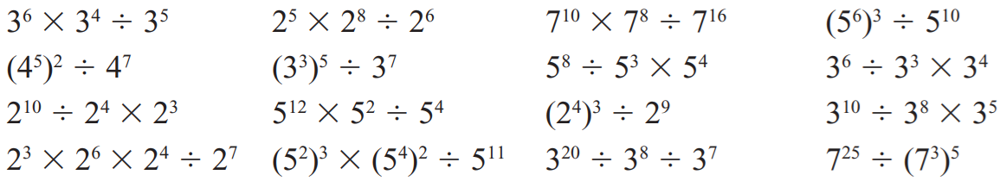 3⁶ × 3⁴ ÷ 3⁵ 2⁵ × 2⁸ ÷ 2⁶ 7¹⁰ × 7⁸ ÷ 7¹⁶ (5⁶)³ ÷ 5¹⁰
(4⁵)² ÷ 4⁷ (3³)⁵ ÷ 3⁷ 5⁸ ÷ 5³ × 5⁴ 3⁶ ÷ 3³ × 3⁴
2¹⁰ ÷ 2⁴ × 2³ 5¹² × 5² ÷ 5⁴ (2⁴)³ ÷ 2⁹ 3¹⁰ ÷ 3⁸ × 3⁵
2³ × 2⁶ × 2⁴ ÷ 2⁷ (5²)³ × (5⁴)² ÷ 5¹¹ 3²⁰ ÷ 3⁸ ÷ 3⁷ 7²⁵ ÷ (7³)⁵